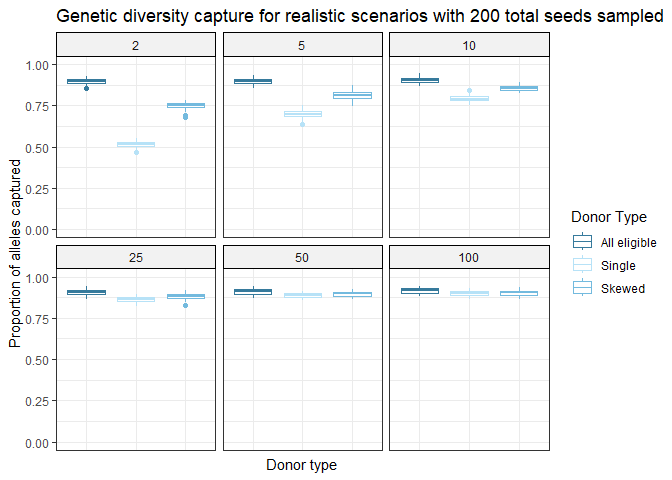 Genetic diversity capture for realistic scenarios with 200 total seeds sampled
2
5
10
1.00
0.75
0.50
0.25
0.00
25
50
100
1.00
0.75
0.50
0.25
0.00
Proportion of alleles captured
Donor type
Donor Type
All eligible
Single
Skewed